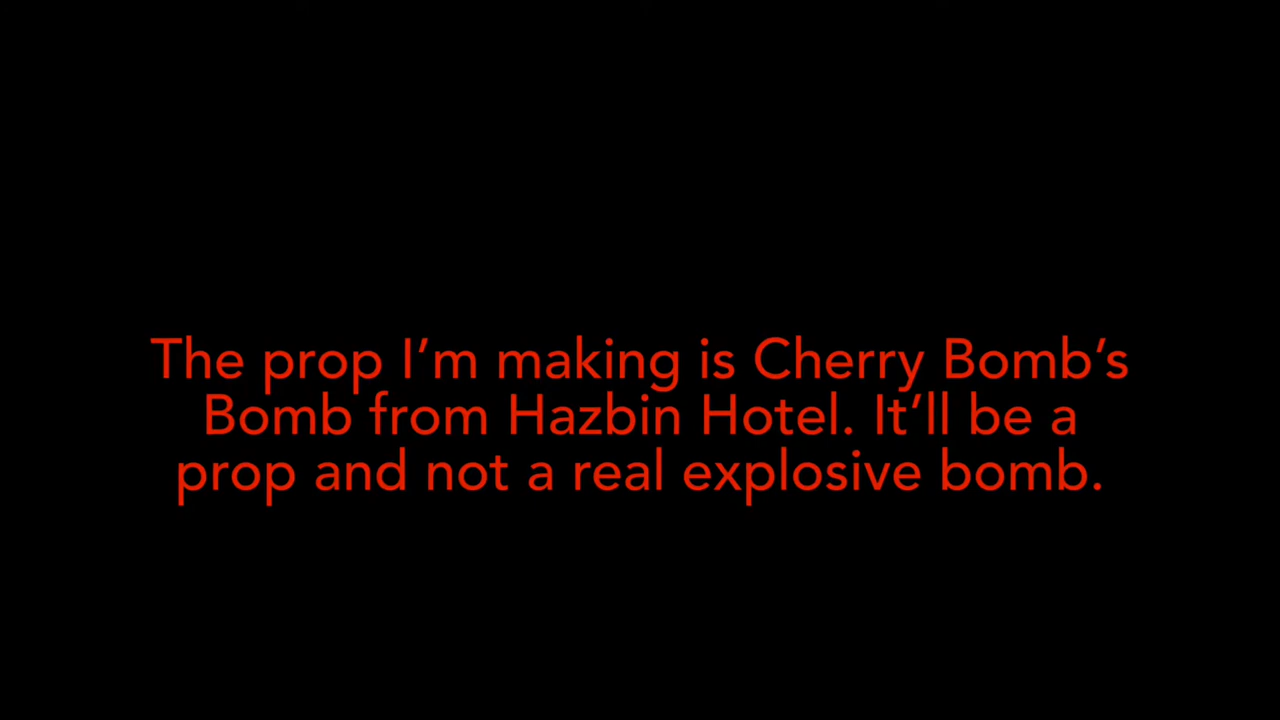 The prop I’m making is Cherry Bomb’s
Bomb from Hazbin Hotel. It’ll be a
prop and not a real explosive bomb.